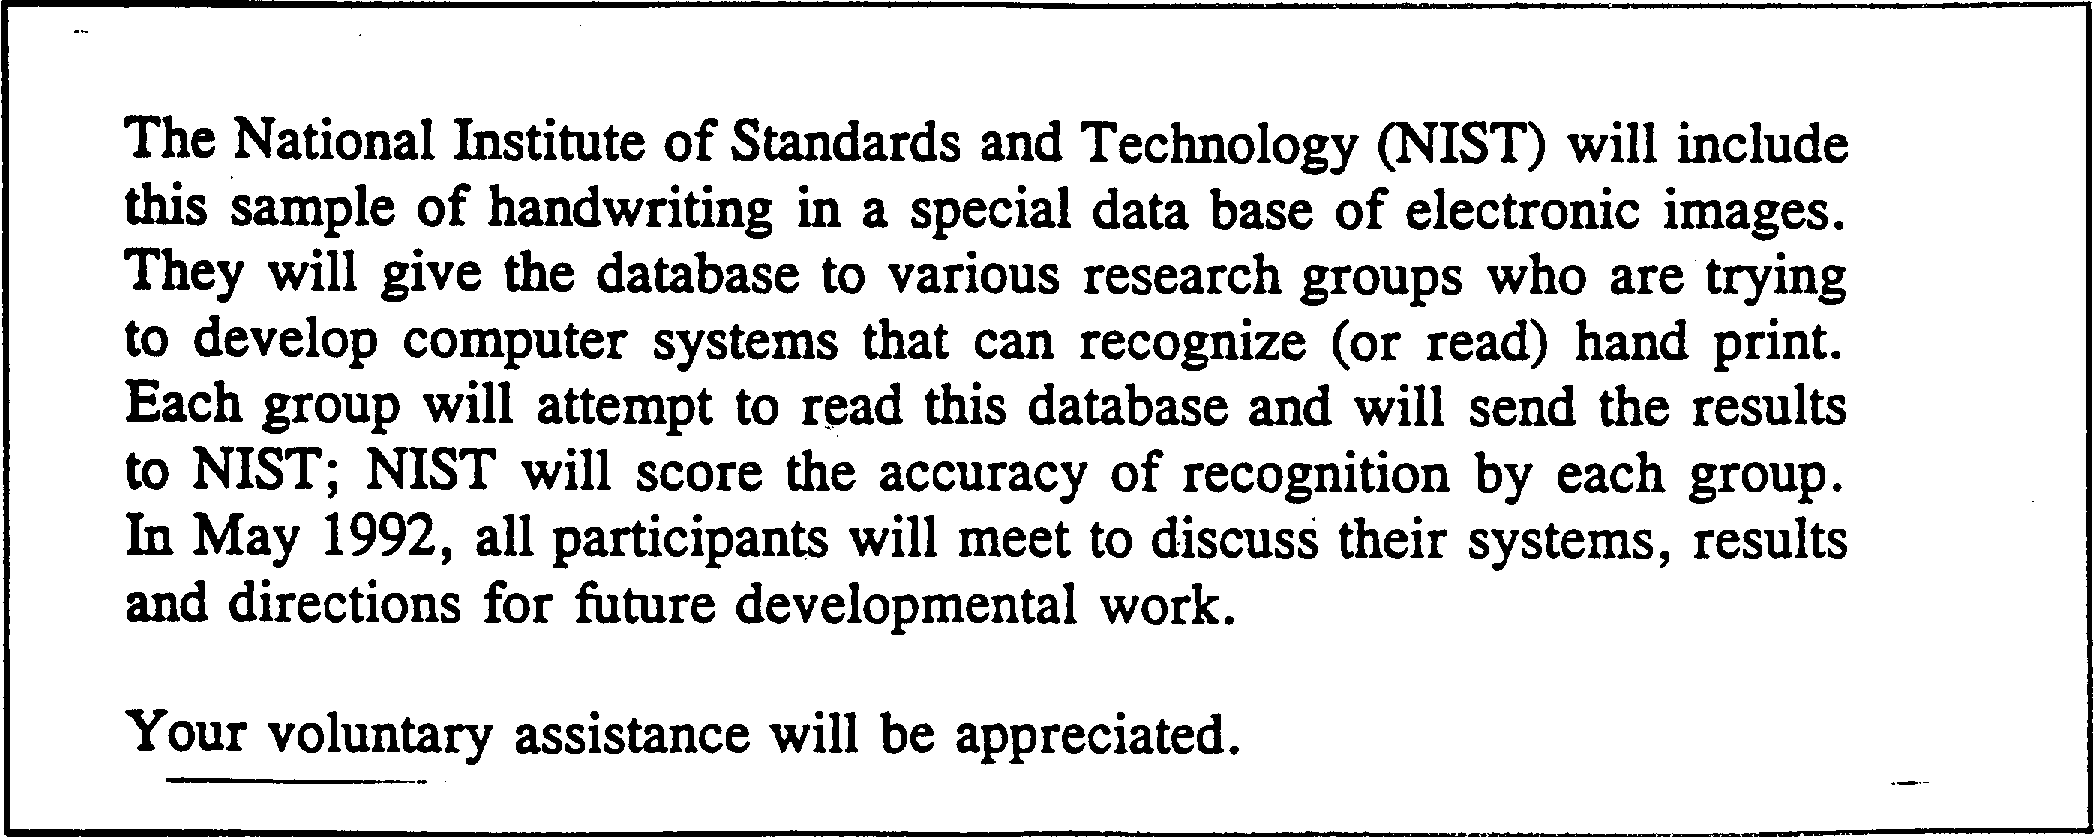 The National Institute of Standards and Technology (NIST) will include
this sample of handwriting in a special data base of electronic images.
They will give the database to various research groups who are trying
to develop computer systems that can recognize (or read) hand print.
Each group will attempt to read this database and will send the results
to NIST; NIST will score the accuracy of recognition by each group.
In May 1992, all participants will meet to discuss their systems, results
and directions for future developmental work.
Your voluntary assistance will be appreciated.